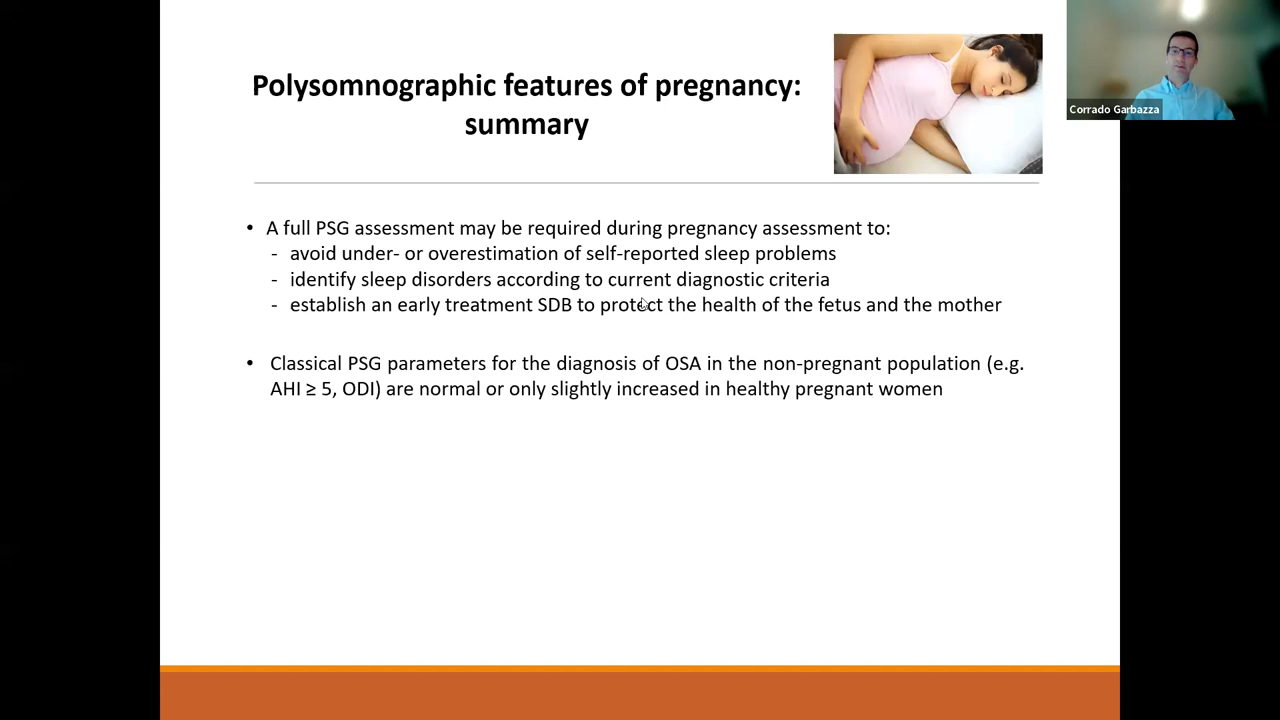 Polysomnographic features of pregnancy:
summary
Corrado Garbazza
• A full PSG assessment may be required during pregnancy assessment to:
- avoid under- or overestimation of self-reported sleep problems
- identify sleep disorders according to current diagnostic criteria
- establish an early treatment SDB to protect the health of the fetus and the mother
• Classical PSG parameters for the diagnosis of OSA in the non-pregnant population (e.g.
AHI ≥ 5, ODI) are normal or only slightly increased in healthy pregnant women